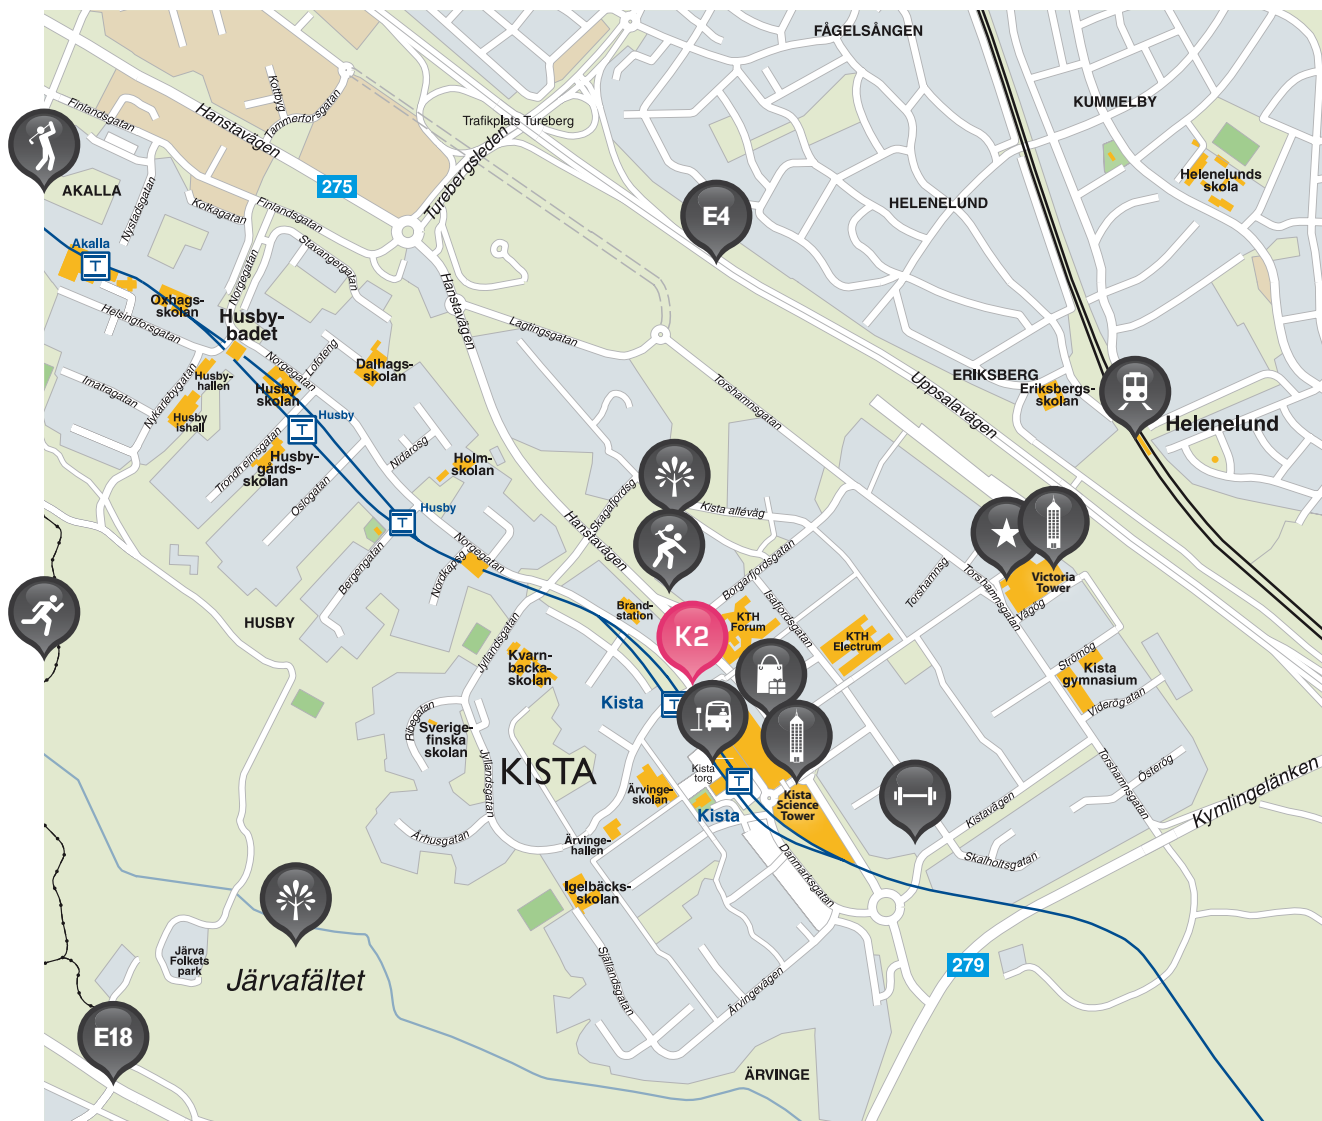 FÅGELSÅNGEN
KUMMELBY
Kottbyg
Finlandsgatan
Hanstavägen
Tammerforsgatan
Trafikplats Tureberg
Turebergsleden
Helenelunds
skola
275
AKALLA
E4
HELENELUND
Nystadsgatan
Kotkagatan
Finlandsgatan
Stavangergatan
Akalla
Norgegatan
Hanstavägen
Oxhags-
skolan
Helsingforsgatan
Husby-
badet
Lagtingsgatan
Lofoteng
Norgegatan
Dalhags-
skolan
Husby-
hallen
Husby-
skolan
Imatragatan
Nykarlebygatan
Torshamnsgatan
Uppsalavägen
ERIKSBERG
Eriksbergs-
skolan
Helenelund
Husby
ishall
Husby
Trondheimsgatan
Husby-
gårds-
skolan
Nidarosg
Holm-
skolan
Oslogatan
Skagafjordsg
Husby
Kista alléväg
Hanstavägen
Norgegatan
Bergengatan
Nordkapsg
Borgarfjordsgatan
Isafjordsgatan
Torshamnsg
Torshamnsgatan
Victoria
Tower
Vågög
HUSBY
Brand-
station
KTH
Forum
K2
KTH
Electrum
Strömög
Kista
gymnasium
Viderögatan
Jyllandsgatan
Kvarn-
backa-
skolan
Kista
Ribegatan
Sverige-
finska
skolan
Jyllandsgatan
KISTA
Kista
torg
Ärvinge-
skolan
Kista
Science
Tower
Kista
Torshamnsgatan
Österög
Kymlingelänken
Kistavägen
Skalholtsgatan
Århusgatan
Ärvinge-
hallen
Danmarksgatan
Igelbäcks-
skolan
Järva
Folkets
park
Järvafältet
Själlandsgatan
Ärvingevägen
279
E18
ÄRVINGE